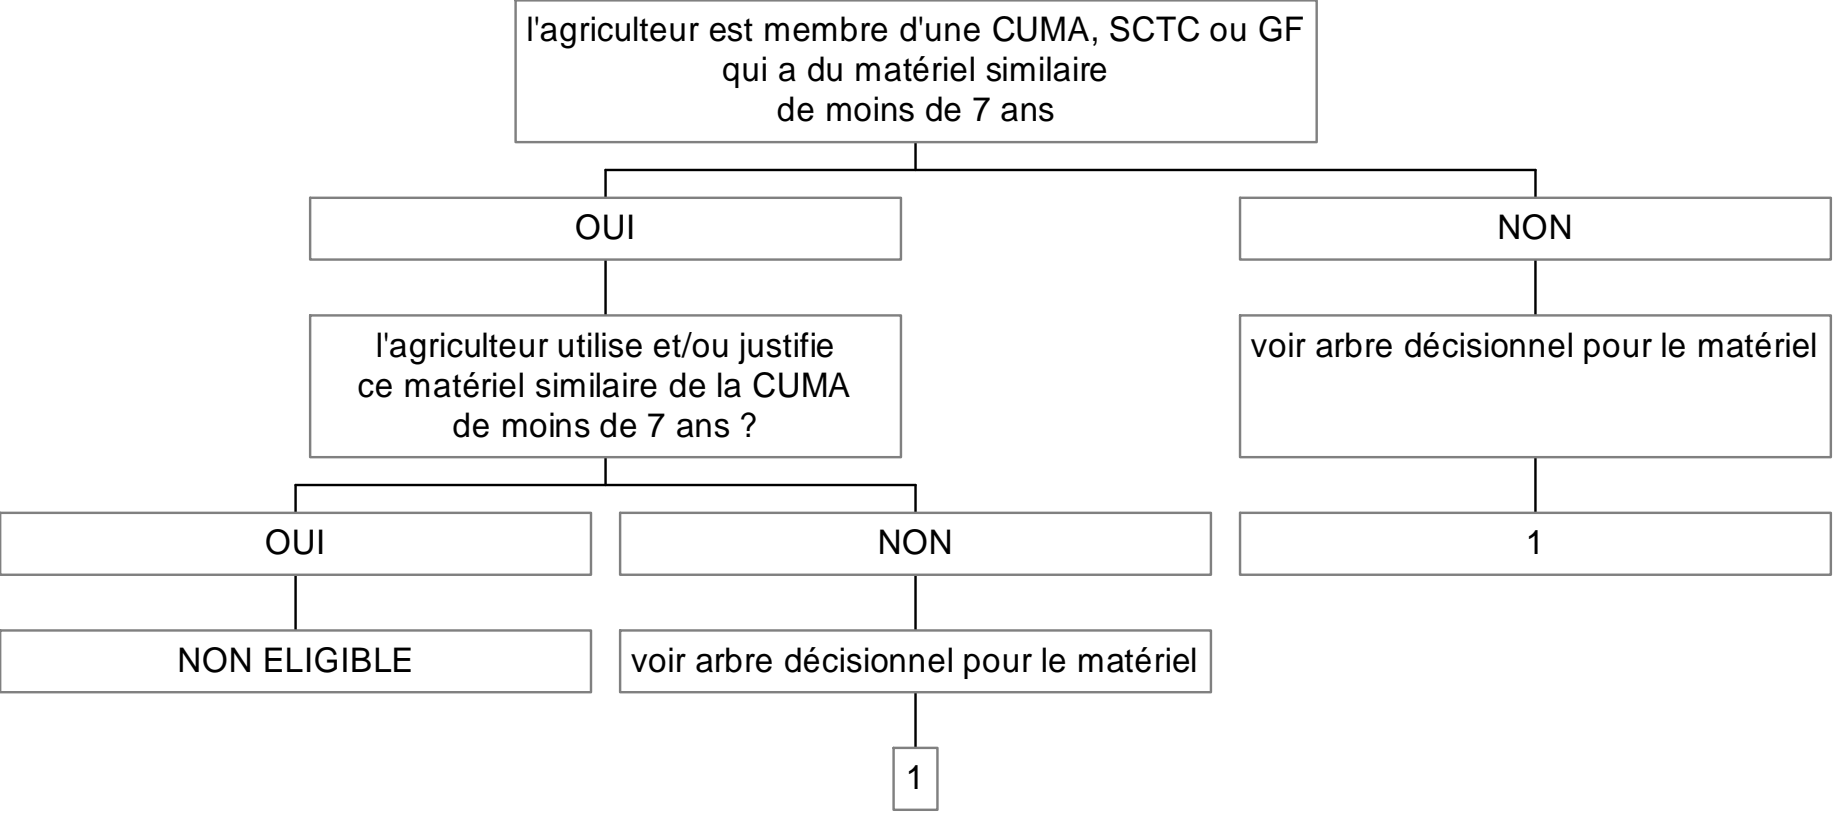 l'agriculteur est membre d'une CUMA, SCTC ou GF
qui a du matériel similaire
de moins de 7 ans
OUI
NON
l'agriculteur utilise et/ou justifie
ce matériel similaire de la CUMA
de moins de 7 ans ?
voir arbre décisionnel pour le matériel
OUI
NON
1
NON ELIGIBLE
voir arbre décisionnel pour le matériel
1